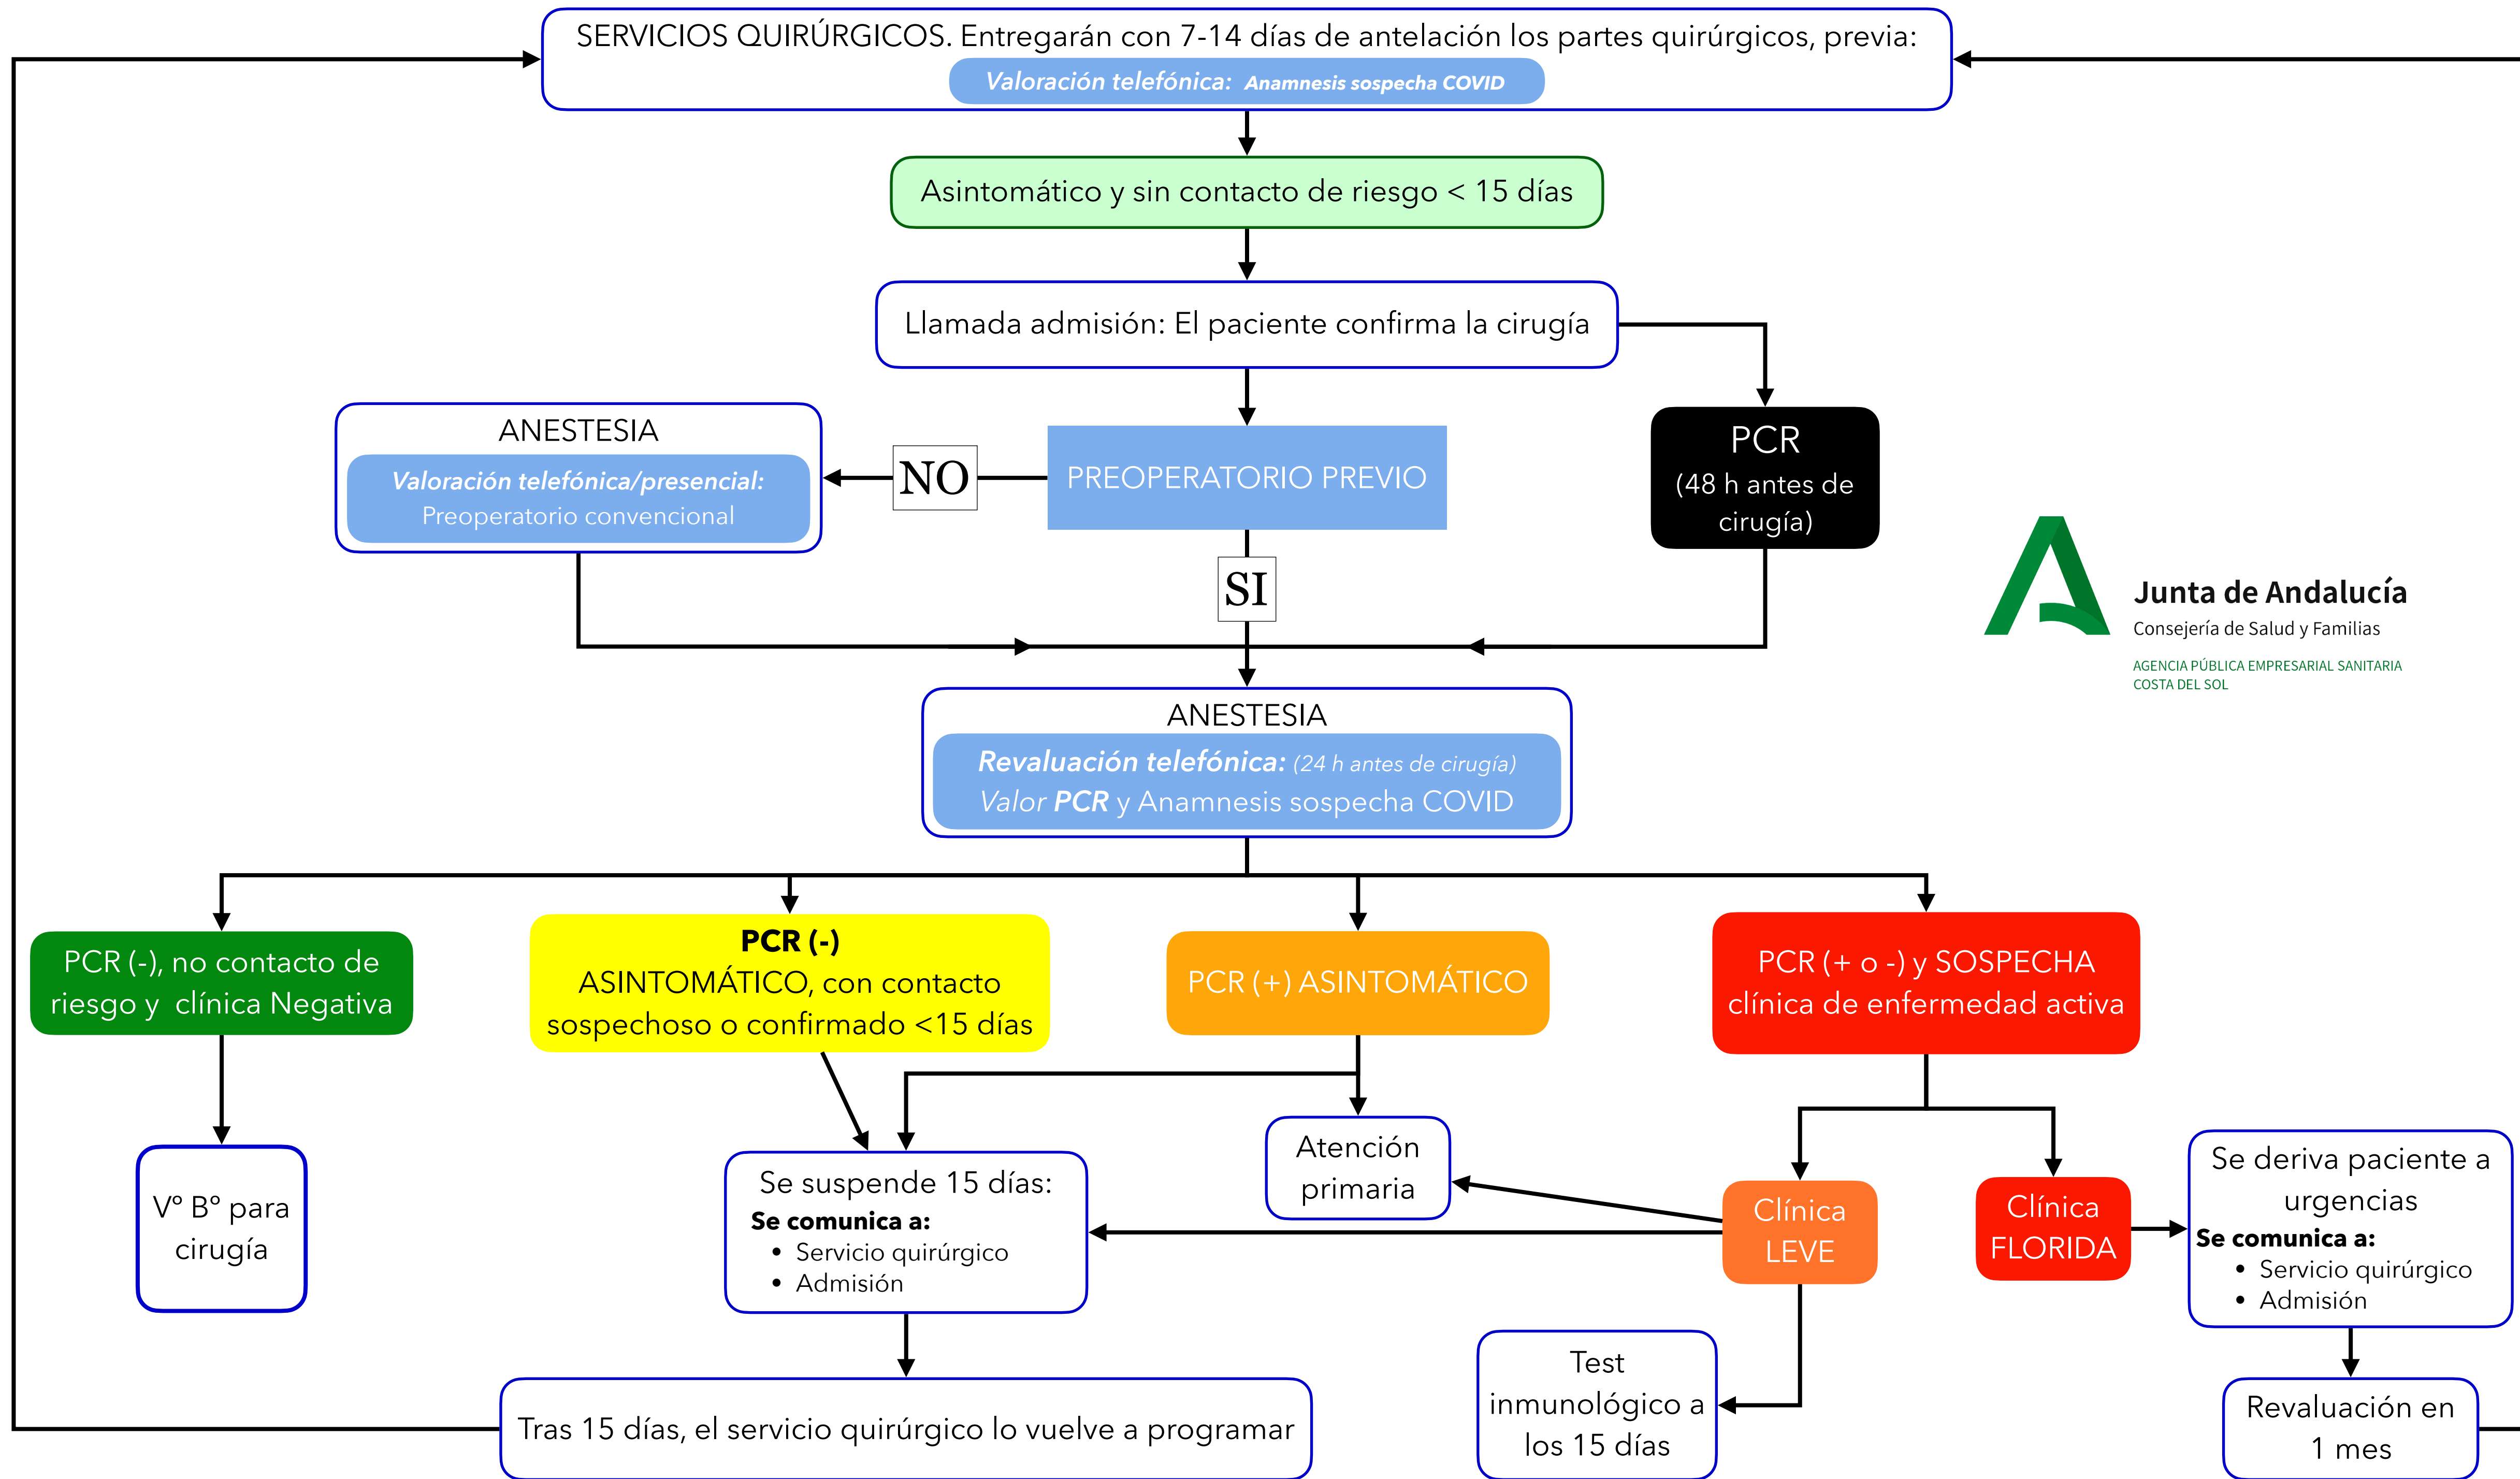 SERVICIOS QUIRÚRGICOS. Entregarán con 7-14 días de antelación los partes quirúrgicos, previa:
Valoración telefónica: Anamnesis sospecha COVID
Asintomático y sin contacto de riesgo < 15 días
Llamada admisión: El paciente confirma la cirugía
ANESTESIA
Valoración telefónica/presencial:
Preoperatorio convencional
NO
PREOPERATORIO PREVIO
PCR
(48 h antes de
cirugía)
SI
Junta de Andalucía
Consejería de Salud y Familias
AGENCIA PÚBLICA EMPRESARIAL SANITARIA
COSTA DEL SOL
ANESTESIA
Revaluación telefónica: (24 h antes de cirugía)
Valor PCR y Anamnesis sospecha COVID
PCR (-), no contacto de
riesgo y clínica Negativa
PCR (-)
ASINTOMÁTICO, con contacto
sospechoso o confirmado <15 días
PCR (+) ASINTOMÁTICO
PCR (+ o -) y SOSPECHA
clínica de enfermedad activa
Vº Bº para
cirugía
Se suspende 15 días:
Se comunica a:
• Servicio quirúrgico
• Admisión
Atención
primaria
Clínica
LEVE
Clínica
FLORIDA
Se deriva paciente a
urgencias
Se comunica a:
• Servicio quirúrgico
• Admisión
Tras 15 días, el servicio quirúrgico lo vuelve a programar
Test
inmunológico a
los 15 días
Revaluación en
1 mes